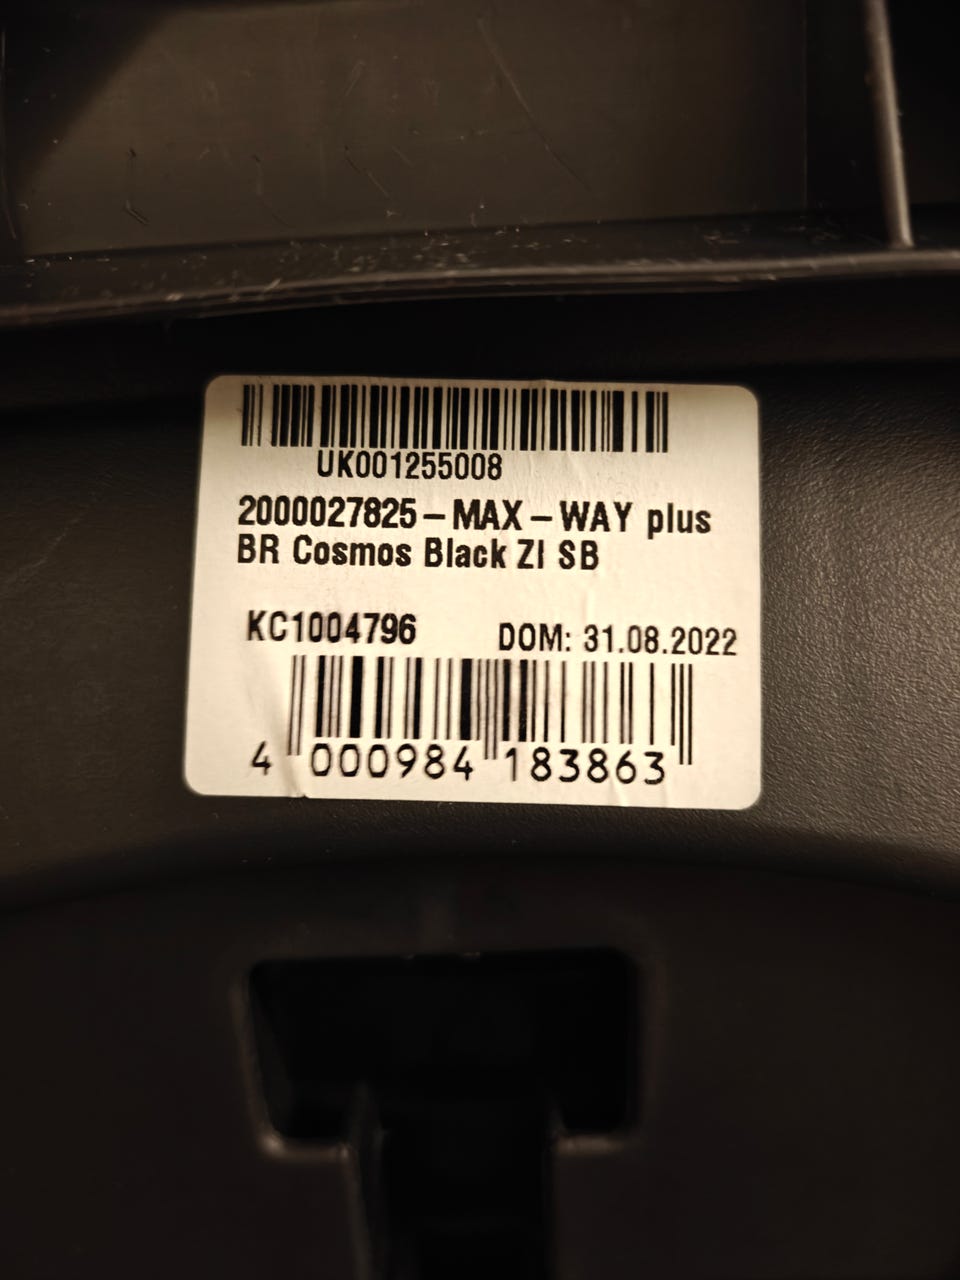 UK001255008
2000027825-MAX-WAY plus
BR Cosmos Black ZI SB
KC1004796 DOM: 31.08.2022
4 000984 183863